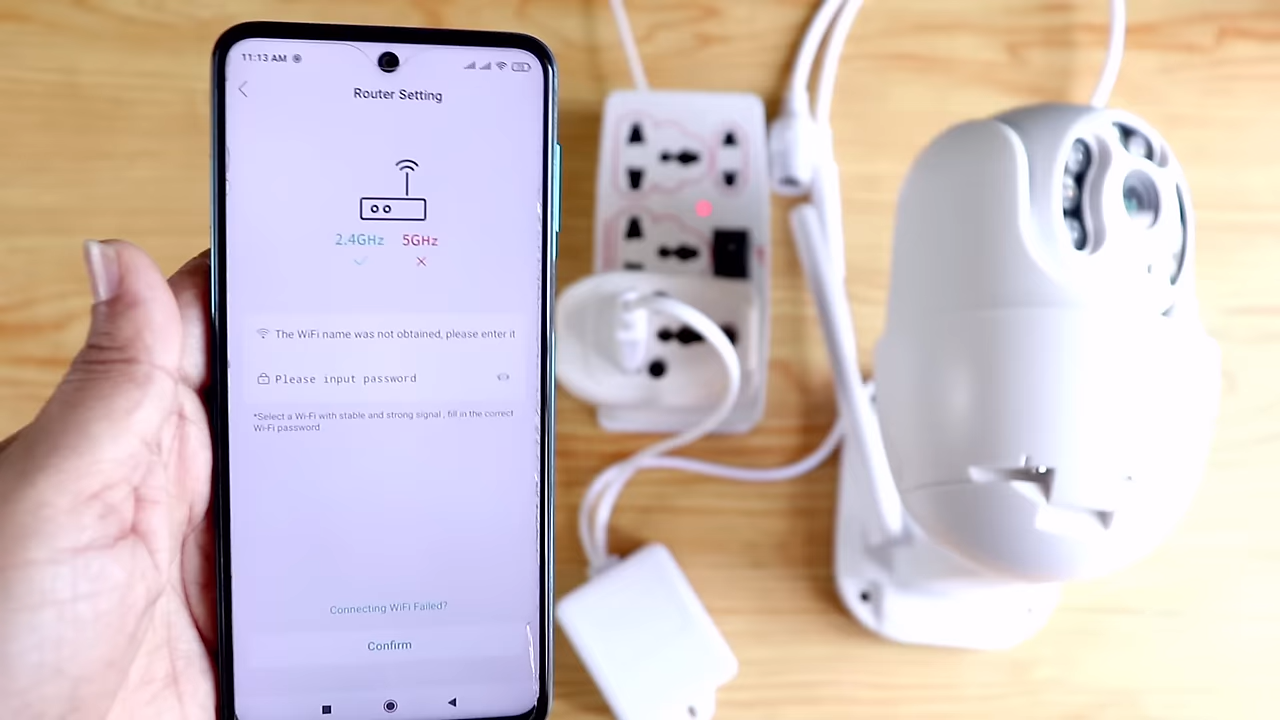 11:13 AM
Router Setting
2.4GHz 5GHz
The WiFi name was not obtained, please enter it
Please input password
*Select a Wi-Fi with stable and strong signal , fill in the correct
Wi-Fi password
Connecting WiFi Failed?
Confirm